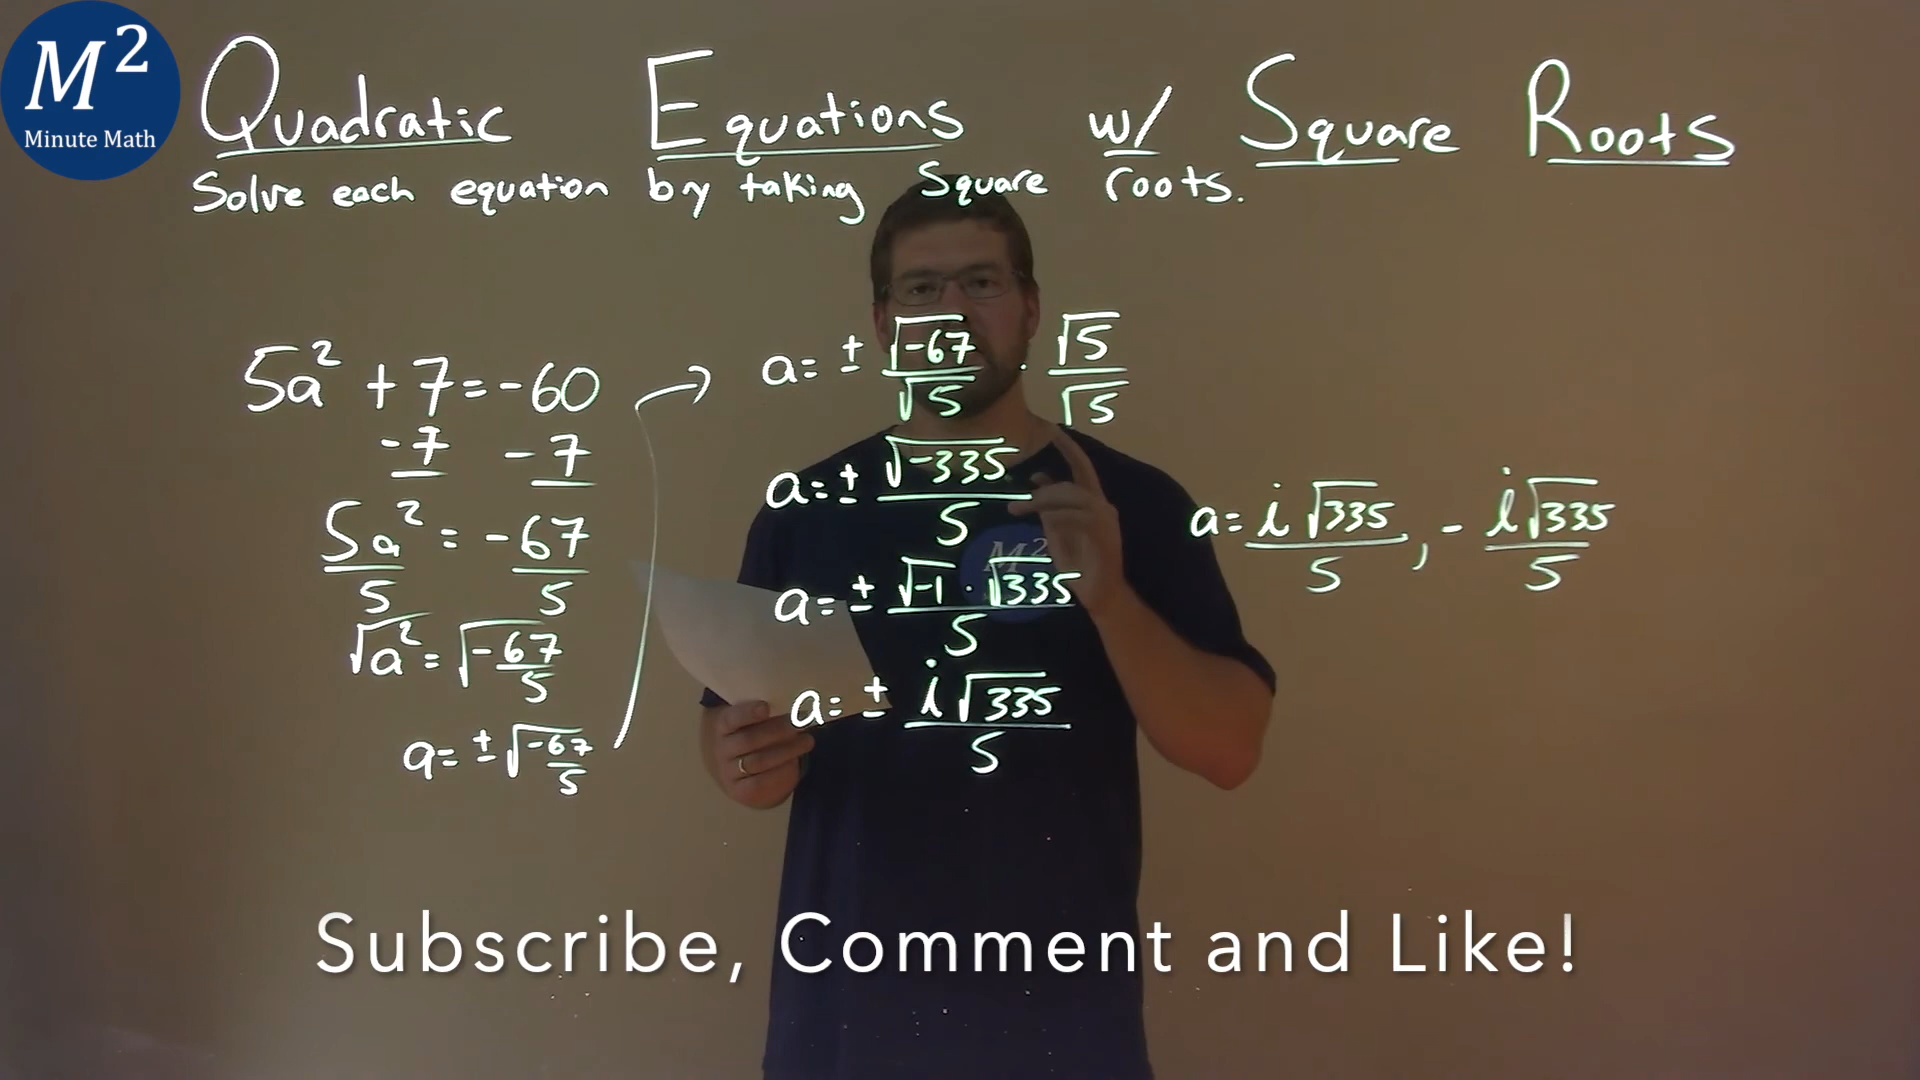 M²
Minute Math
Quadratic Equations w/ Square Roots
Solve each equation by taking Square roots.
5a² + 7 = -60
-7 -7
5a²/5 = -67/5
√a² = √-67/5
a = ± √-67/5
a = ± √-67/√5 · √5/√5
a = ± √-335/5
a = ± √-1 · √335/5
a = ± i√335/5
a = i√335/5, - i√335/5
M²
Subscribe, Comment and Like!